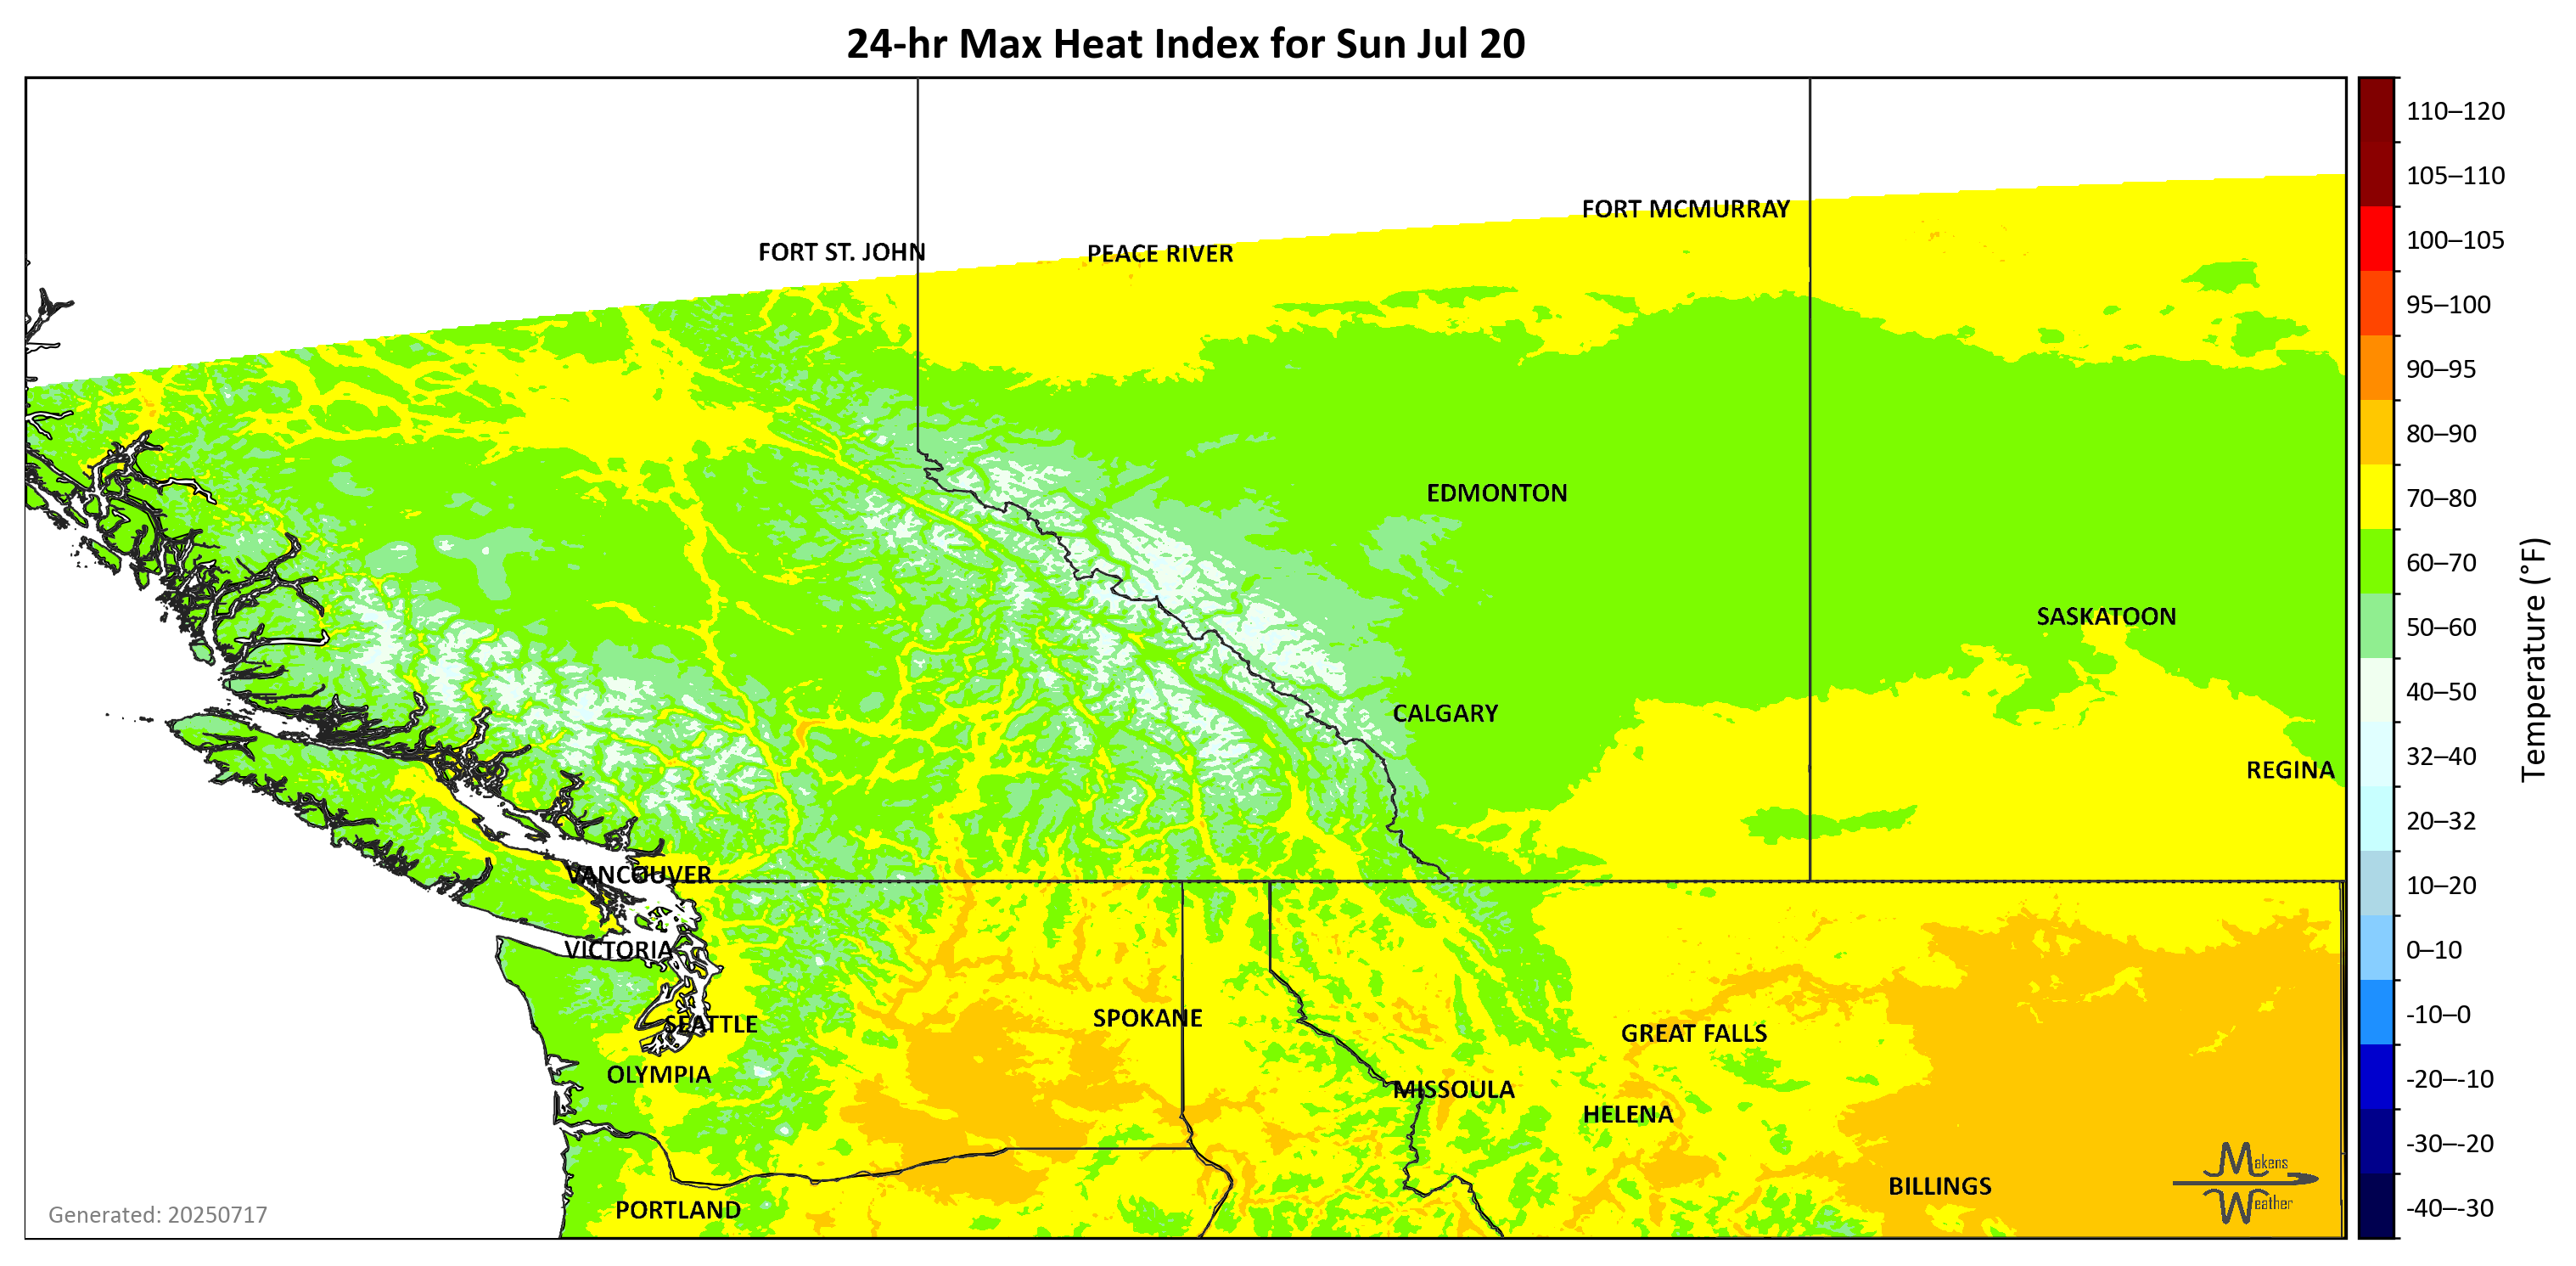 24-hr Max Heat Index for Sun Jul 20
FORT MCMURRAY
FORT ST. JOHN
PEACE RIVER
EDMONTON
SASKATOON
CALGARY
REGINA
VANCOUVER
VICTORIA
SEATTLE
SPOKANE
GREAT FALLS
OLYMPIA
MISSOULA
HELENA
BILLINGS
PORTLAND
Makens
Weather
Generated: 20250717
110–120
105–110
100–105
95–100
90–95
80–90
70–80
60–70
50–60
40–50
32–40
20–32
10–20
0–10
-10–0
-20–-10
-30–-20
-40–-30
Temperature (°F)